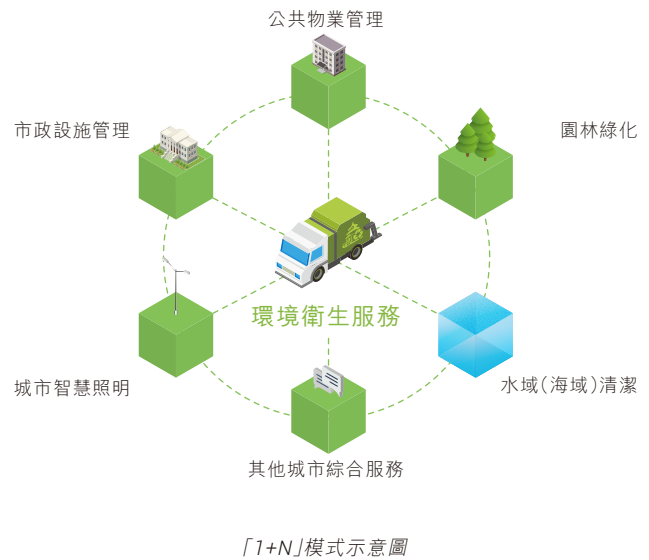 公共物業管理
市政設施管理
園林綠化
環境衛生服務
城市智慧照明
水域(海域)清潔
其他城市綜合服務
「1+N」模式示意圖